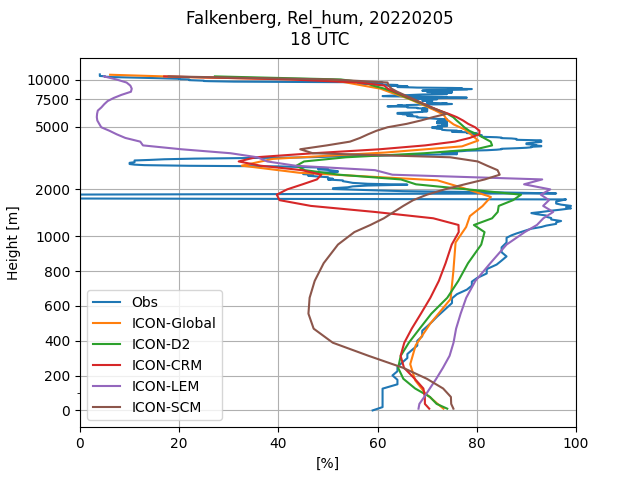 Falkenberg, Rel_hum, 20220205
18 UTC
10000
7500
5000
2000
1000
800
600
400
200
0
Height [m]
Obs
ICON-Global
ICON-D2
ICON-CRM
ICON-LEM
ICON-SCM
0 20 40 60 80 100
[%]